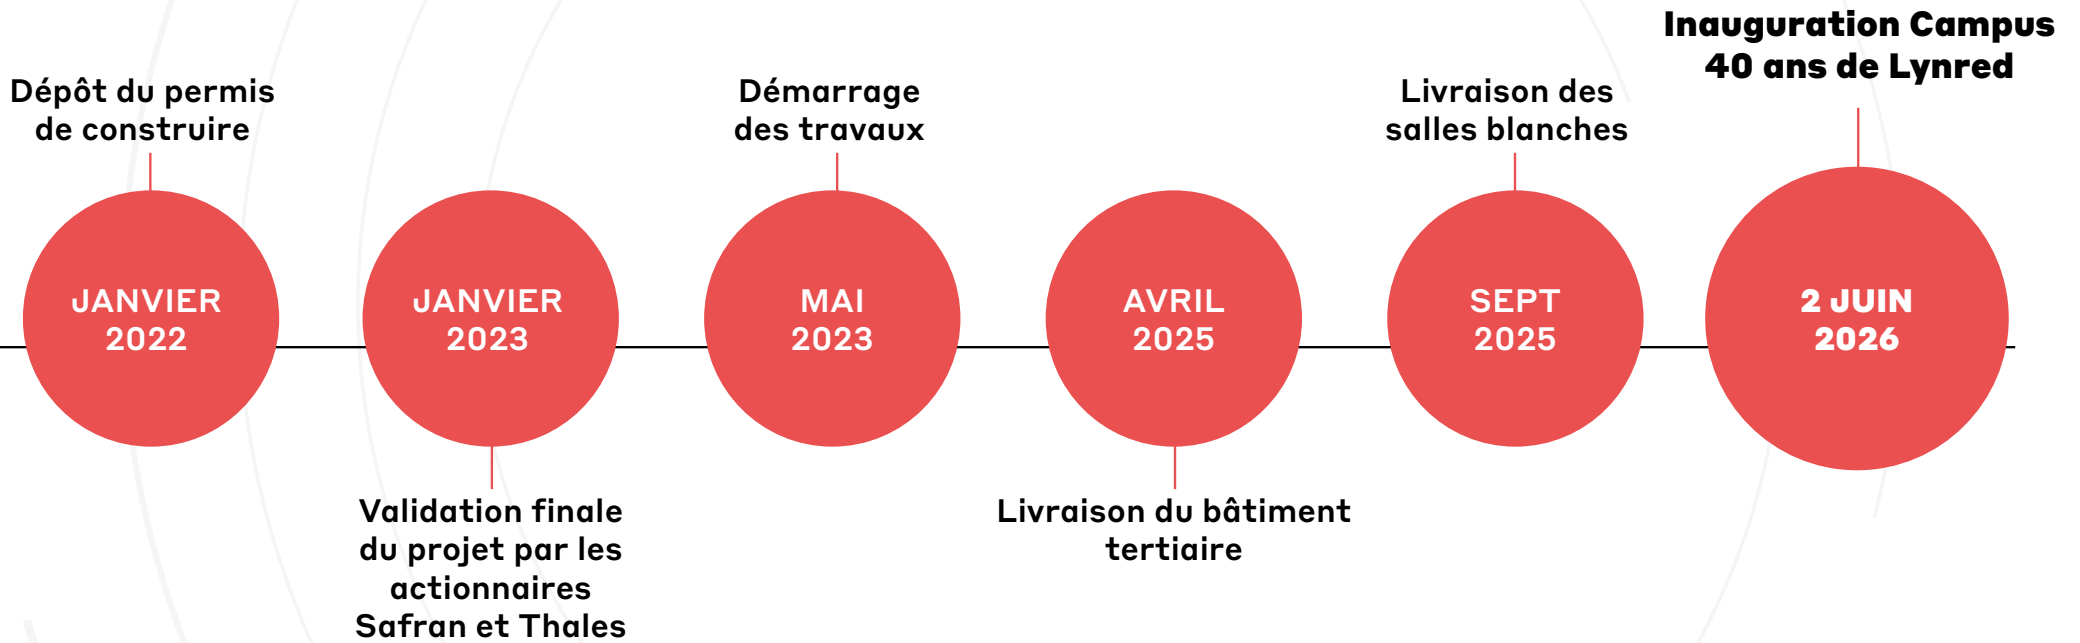 Dépôt du permis
de construire
JANVIER
2022
JANVIER
2023
Validation finale
du projet par les
actionnaires
Safran et Thales
Démarrage
des travaux
MAI
2023
AVRIL
2025
Livraison du bâtiment
tertiaire
Livraison des
salles blanches
SEPT
2025
Inauguration Campus
40 ans de Lynred
2 JUIN
2026